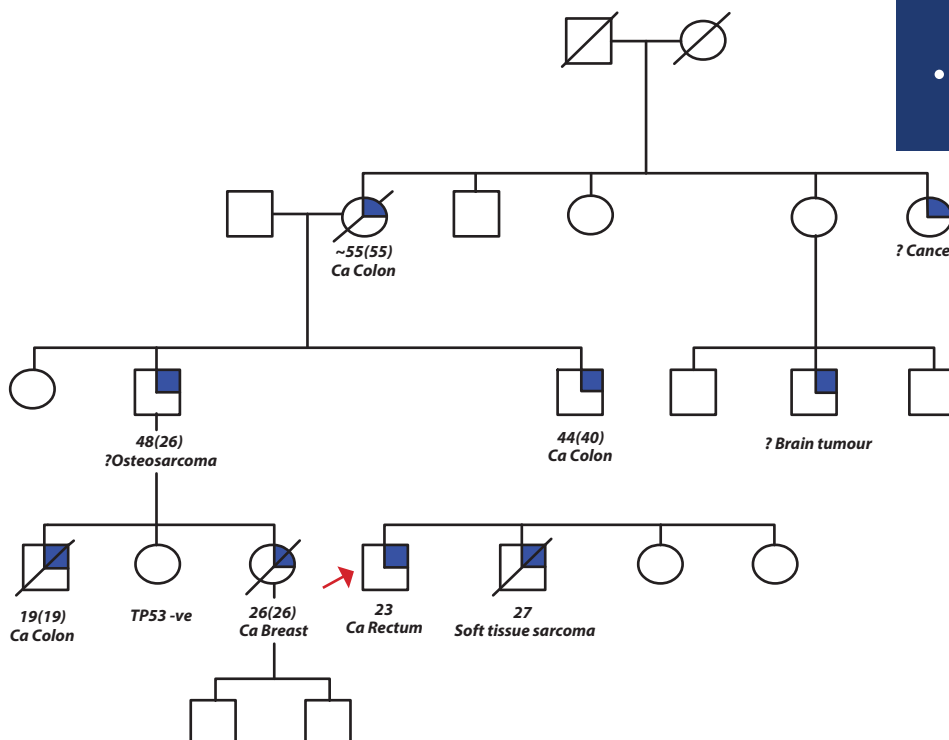 ~55(55)
Ca Colon
? Cance
48(26)
?Osteosarcoma
44(40)
Ca Colon
? Brain tumour
19(19)
Ca Colon
TP53 -ve
26(26)
Ca Breast
23
Ca Rectum
27
Soft tissue sarcoma